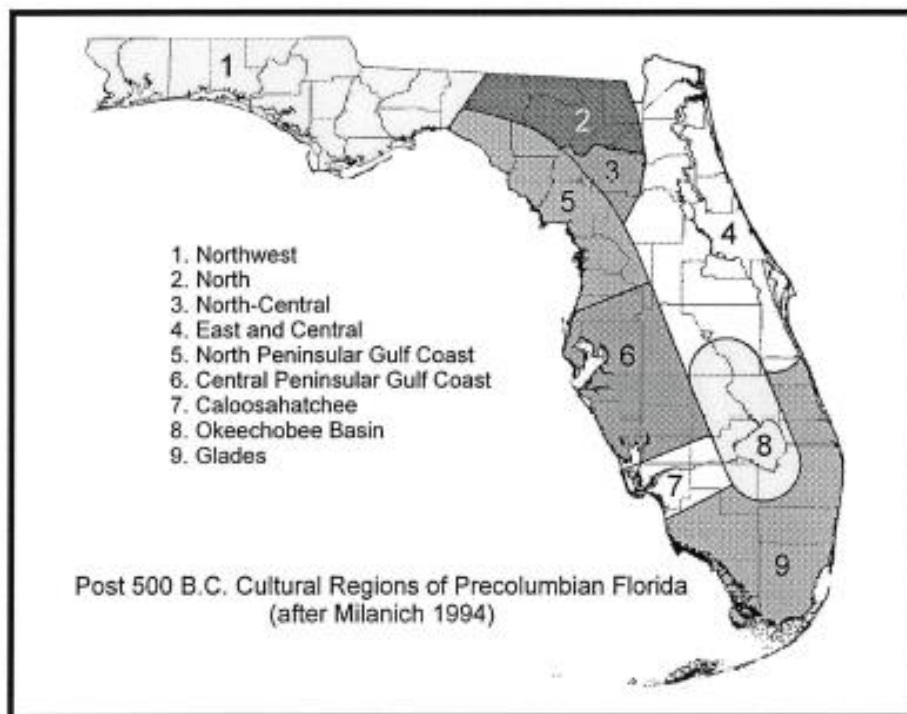 1
2
3
4
5
6
7
8
9
1. Northwest
2. North
3. North-Central
4. East and Central
5. North Peninsular Gulf Coast
6. Central Peninsular Gulf Coast
7. Caloosahatchee
8. Okeechobee Basin
9. Glades
Post 500 B.C. Cultural Regions of Precolumbian Florida
(after Milanich 1994)